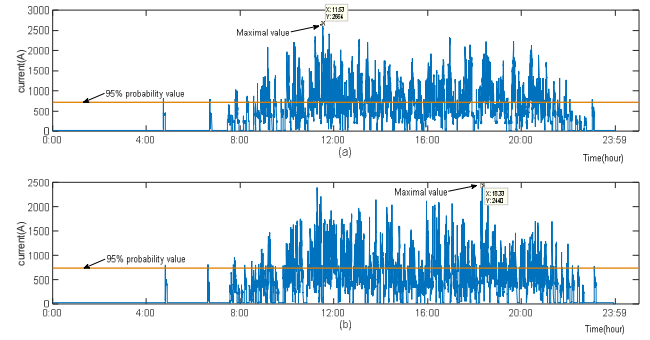 3000
X: 11.53
Y: 2664
Maximal value
2500
2000
1500
1000
95% probability value
500
0
current(A)
0:00 4:00 8:00 12:00 16:00 20:00 23:59
(a)
Time(hour)
2500
Maximal value
X: 18.33
Y: 2440
2000
1500
1000
95% probability value
500
0
current(A)
0:00 4:00 8:00 12:00 16:00 20:00 23:59
(b)
Time(hour)